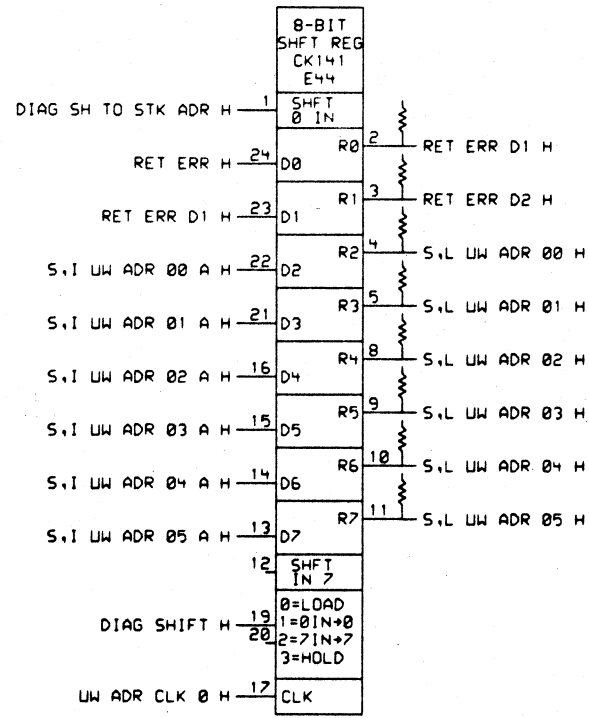 8-BIT
SHFT REG
CK141
E44
DIAG SH TO STK ADR H 1 SHFT
0 IN
R0 2 RET ERR D1 H
RET ERR H 24 D0
R1 3 RET ERR D2 H
RET ERR D1 H 23 D1
R2 4 S,L UW ADR 00 H
S,I UW ADR 00 A H 22 D2
R3 5 S,L UW ADR 01 H
S,I UW ADR 01 A H 21 D3
R4 8 S,L UW ADR 02 H
S,I UW ADR 02 A H 16 D4
R5 9 S,L UW ADR 03 H
S,I UW ADR 03 A H 15 D5
R6 10 S,L UW ADR 04 H
S,I UW ADR 04 A H 14 D6
R7 11 S,L UW ADR 05 H
S,I UW ADR 05 A H 13 D7
12 SHFT
IN 7
0=LOAD
DIAG SHIFT H 19 1=0IN→0
20 2=7IN→7
3=HOLD
UW ADR CLK 0 H 17 CLK